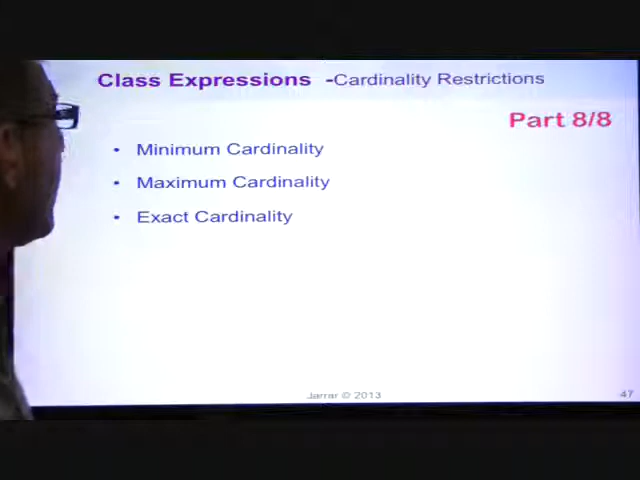 Class Expressions -Cardinality Restrictions
Part 8/8
• Minimum Cardinality
• Maximum Cardinality
• Exact Cardinality
Jarrar © 2013
47